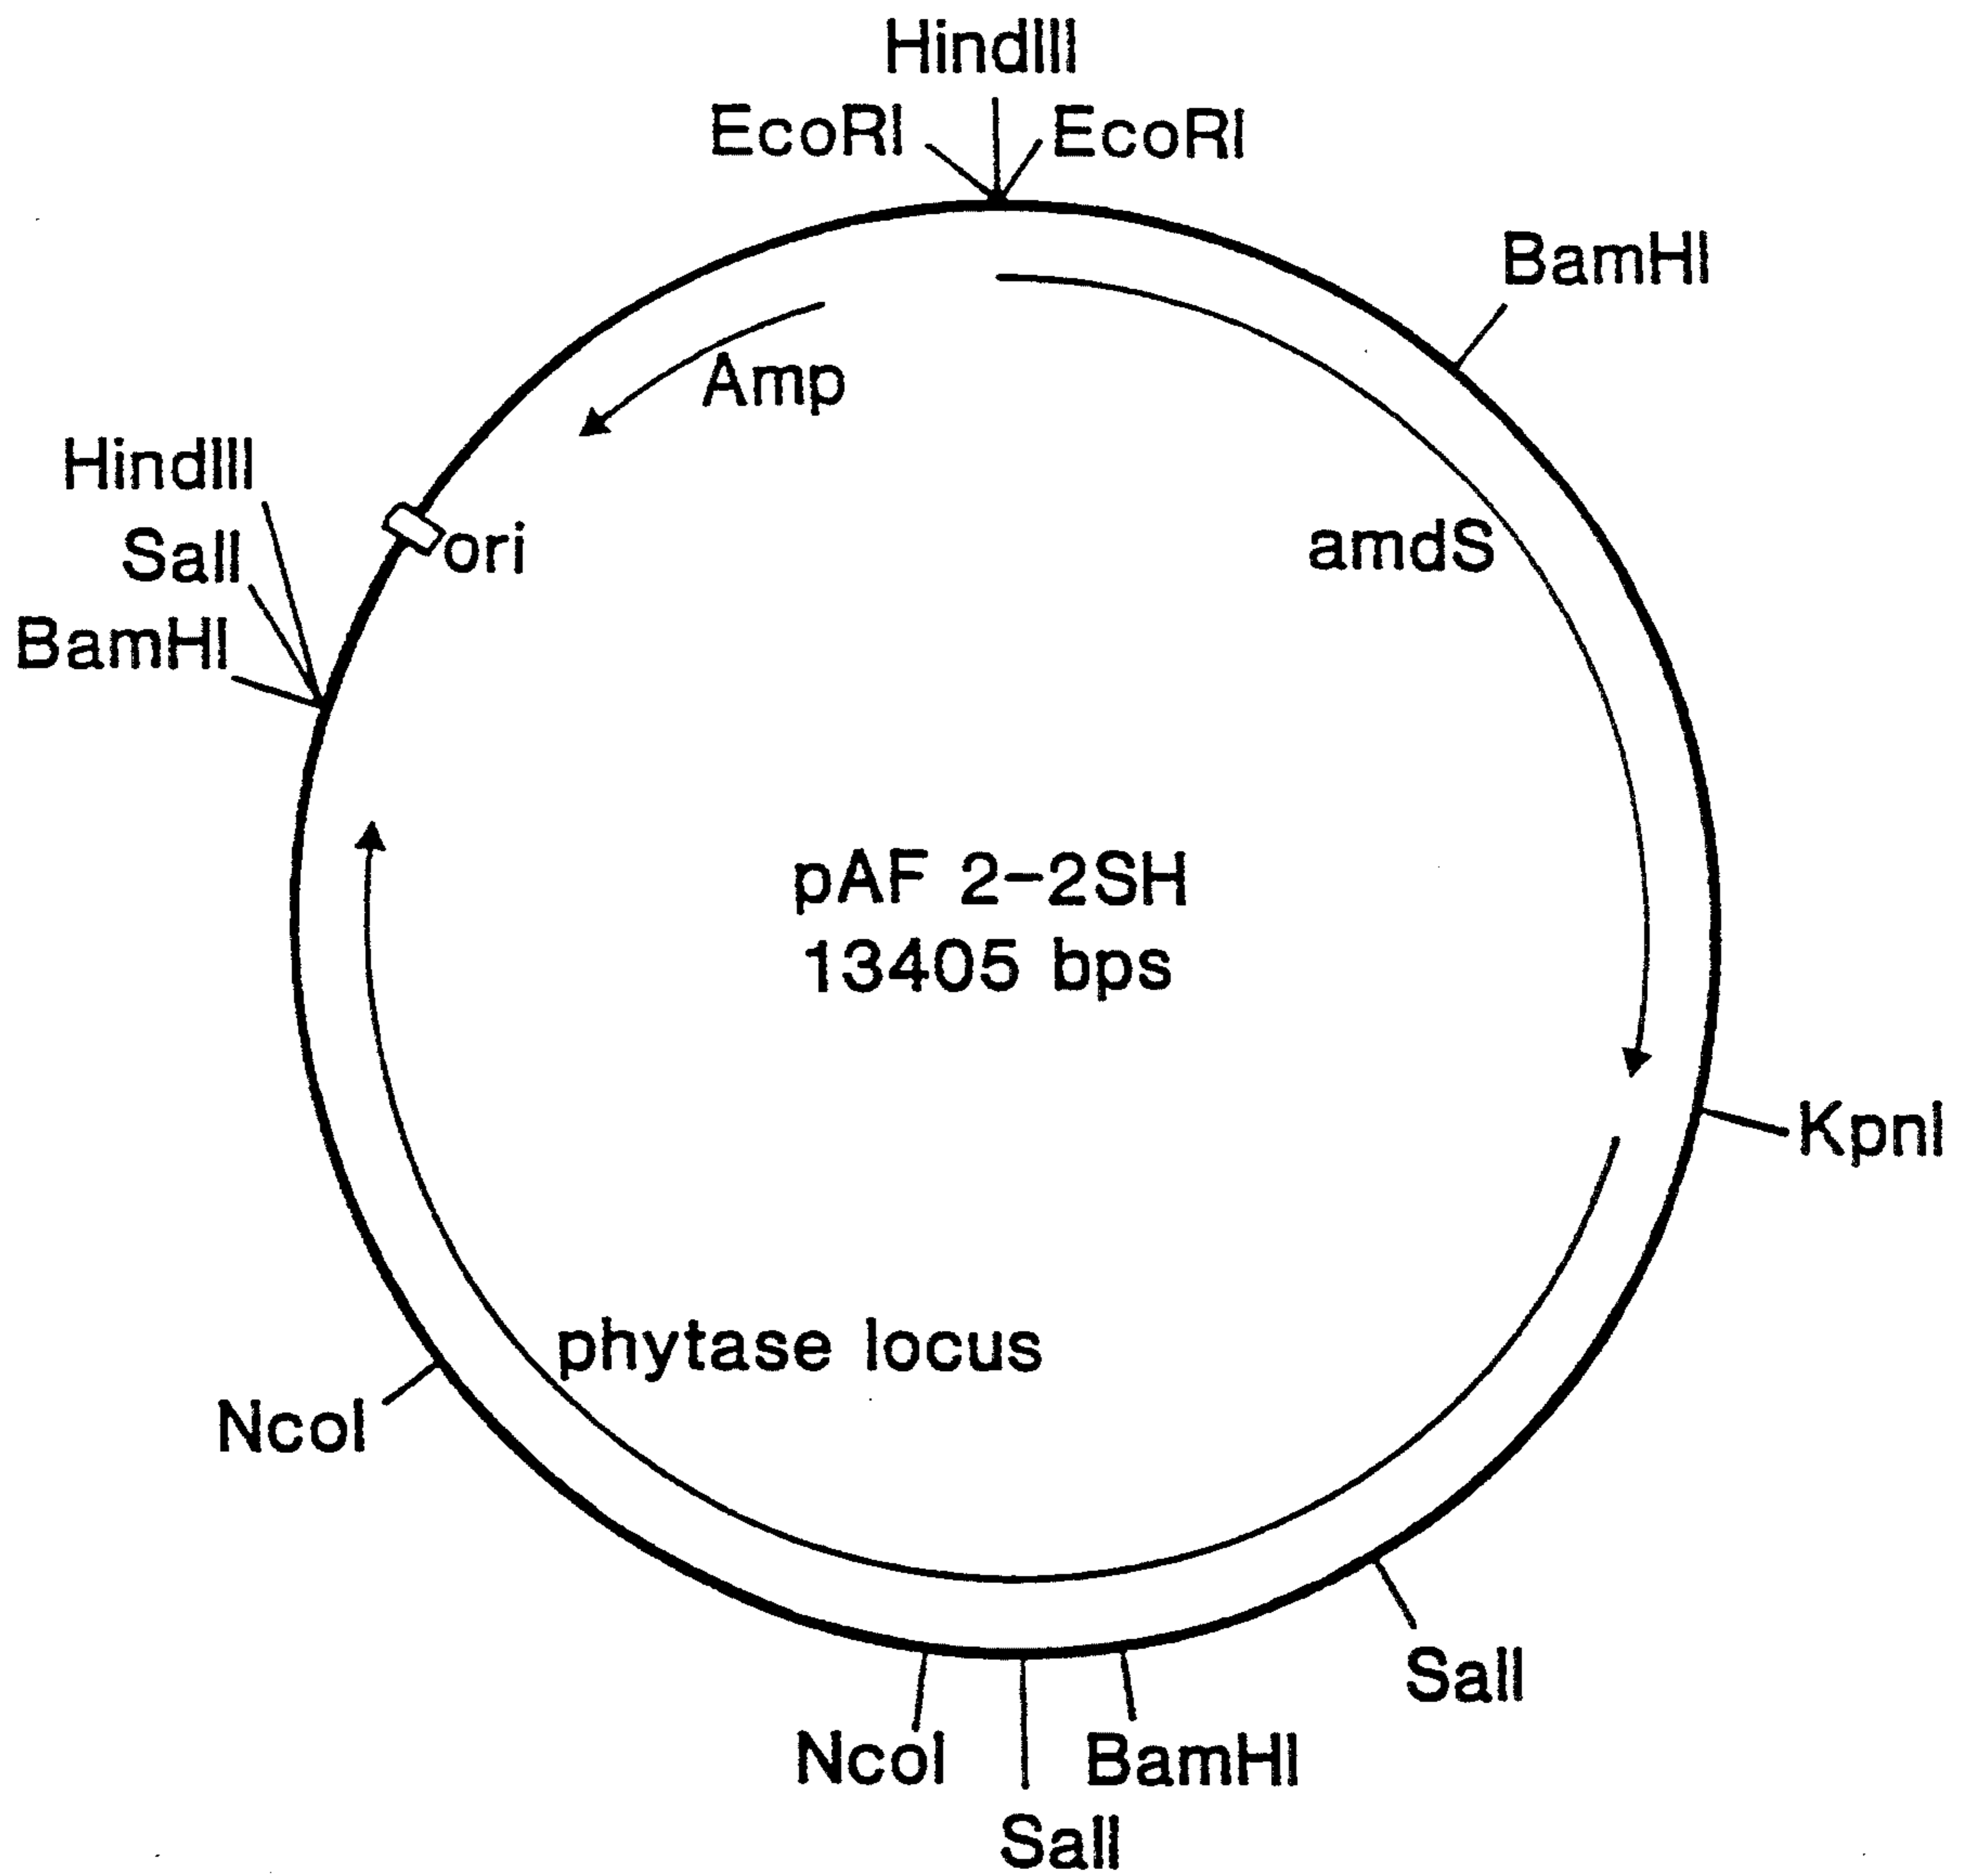 HindIII
EcoRI EcoRI
BamHI
Amp
HindIII
SalI
ori
amdS
BamHI
pAF 2-2SH
13405 bps
KpnI
phytase locus
NcoI
SalI
NcoI
BamHI
SalI